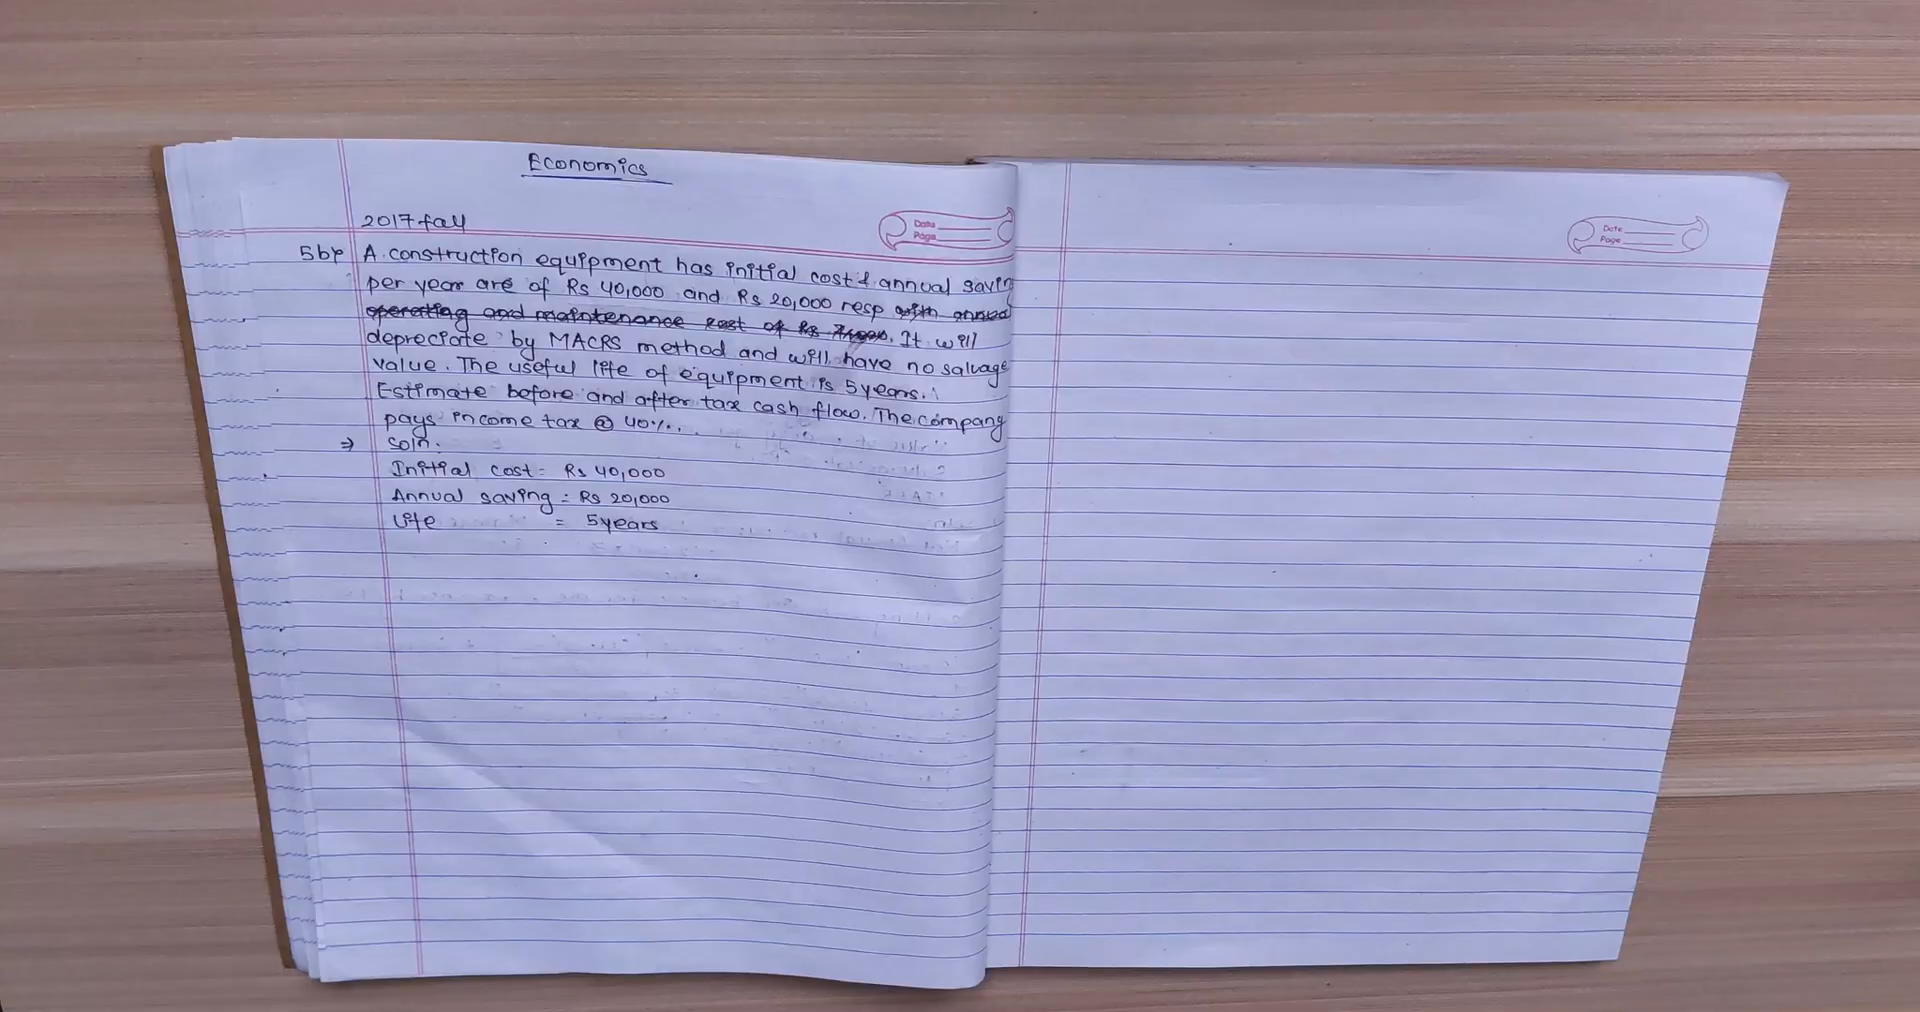 Economics
2017 fall
Date
Page
Date
Page
5b) A construction equipment has initial cost & annual saving
per year are of Rs 40,000 and Rs 20,000 resp with annual
operating and maintenance cost of Rs . It will
depreciate by MACRS method and will have no salvage
value. The useful life of equipment is 5 years.
Estimate before and after tax cash flow. The company
pays income tax @ 40%.
⇒ Soln:
Initial cost = Rs 40,000
Annual saving = Rs 20,000
Life = 5 years